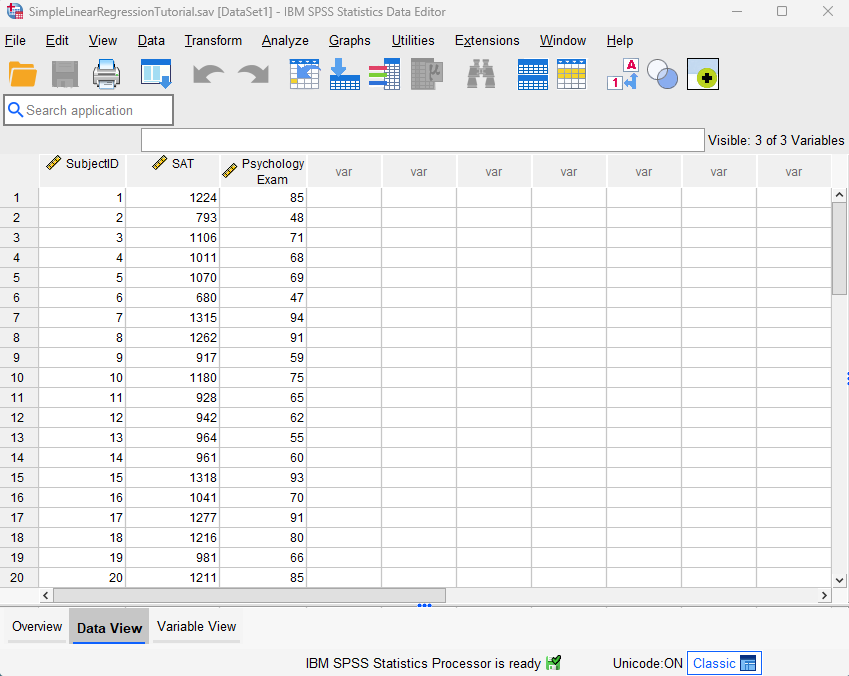 SimpleLinearRegressionTutorial.sav [DataSet1] - IBM SPSS Statistics Data Editor
File Edit View Data Transform Analyze Graphs Utilities Extensions Window Help
1 A
Search application
Visible: 3 of 3 Variables
SubjectID SAT Psychology Exam var var var var var var var
1 1 1224 85
2 2 793 48
3 3 1106 71
4 4 1011 68
5 5 1070 69
6 6 680 47
7 7 1315 94
8 8 1262 91
9 9 917 59
10 10 1180 75
11 11 928 65
12 12 942 62
13 13 964 55
14 14 961 60
15 15 1318 93
16 16 1041 70
17 17 1277 91
18 18 1216 80
19 19 981 66
20 20 1211 85
Overview Data View Variable View
IBM SPSS Statistics Processor is ready Unicode:ON Classic